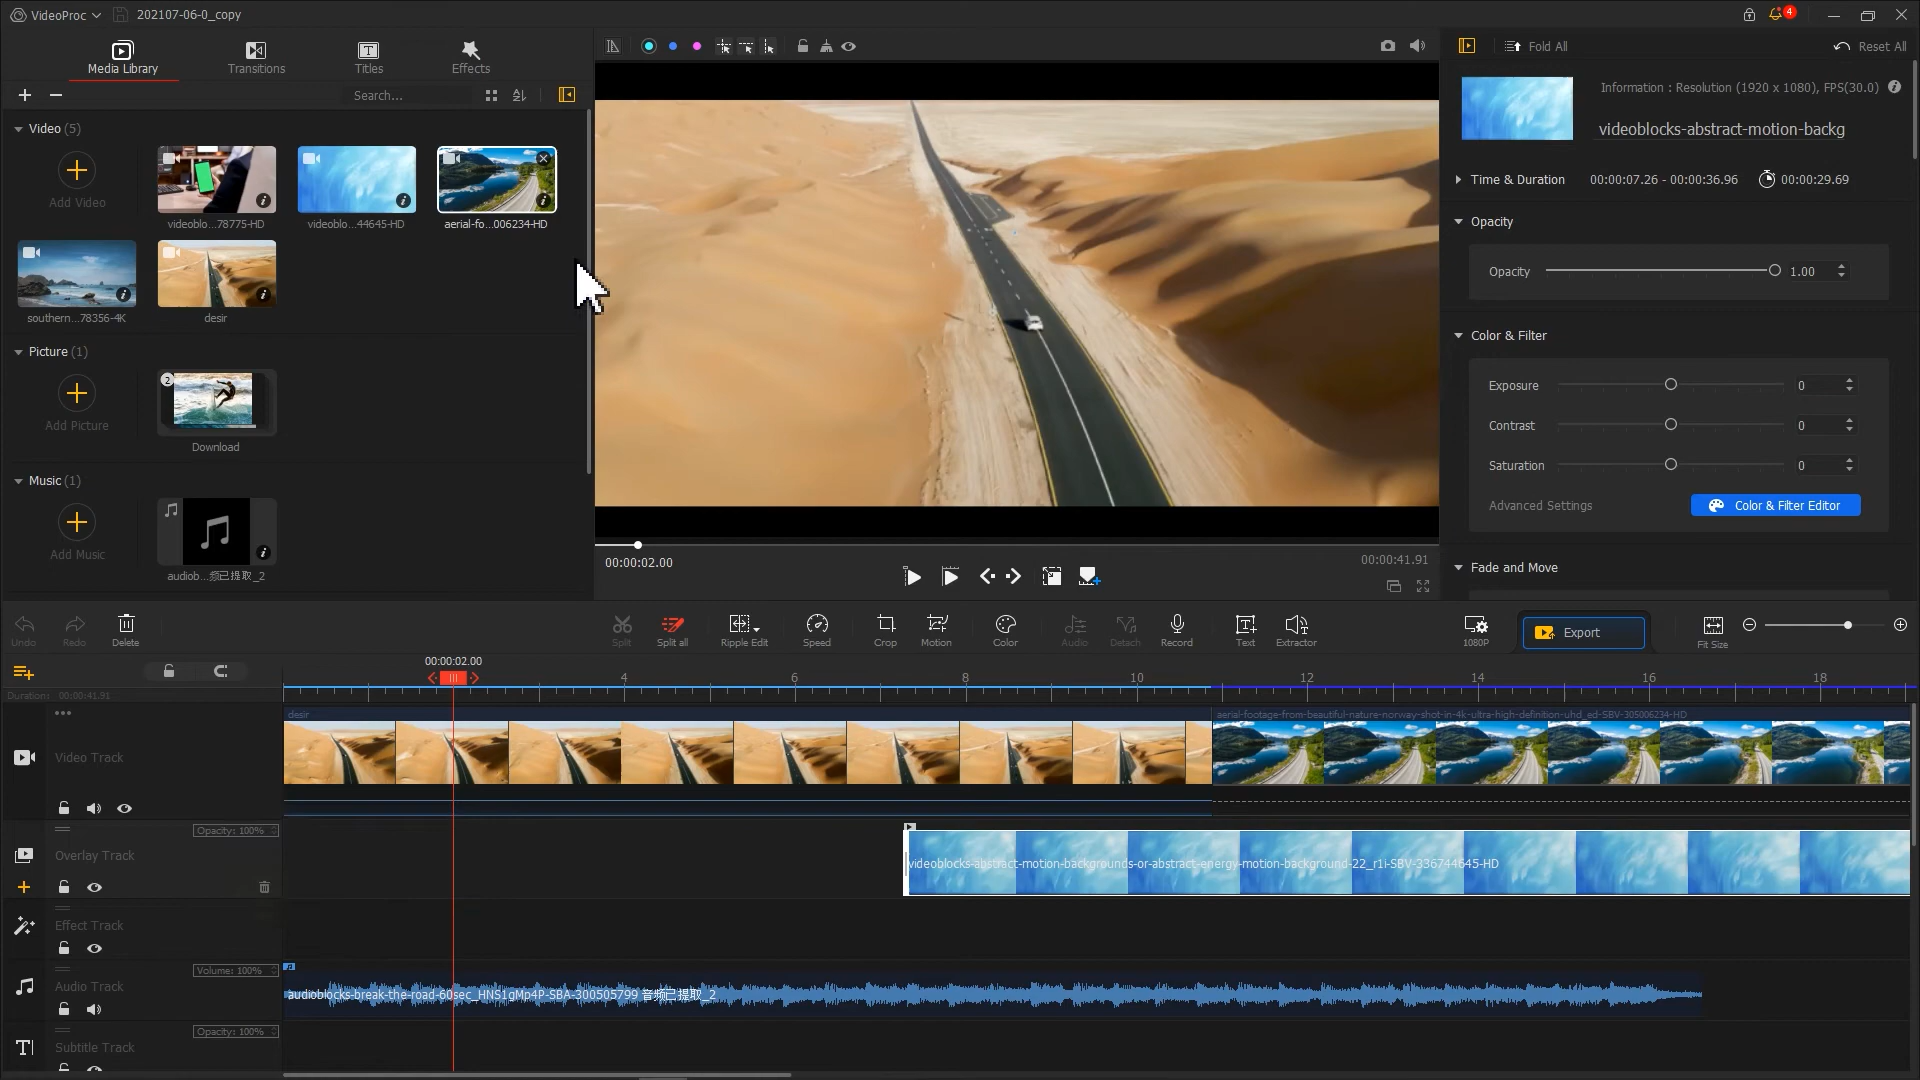 VideoProc
202107-06-0_copy
4
Media Library
Transitions
Titles
Effects
Search...
Video (5)
Add Video
videoblo...78775-HD
videoblo...44645-HD
aerial-fo...006234-HD
southern...78356-4K
desir
Picture (1)
Add Picture
2
Download
Music (1)
Add Music
audiob...频已提取_2
00:00:02.00
00:00:41.91
Fold All
Reset All
Information : Resolution (1920 x 1080), FPS(30.0)
videoblocks-abstract-motion-backg
Time & Duration
00:00:07.26 - 00:00:36.96
00:00:29.69
Opacity
Opacity
1.00
Color & Filter
Exposure
0
Contrast
0
Saturation
0
Advanced Settings
Color & Filter Editor
Fade and Move
Undo
Redo
Delete
Split
Split all
Ripple Edit
Speed
Crop
Motion
Color
Audio
Detach
Record
Text
Extractor
1080P
Export
Fit Size
Duration: 00:00:41.91
00:00:02.00
4
6
8
10
12
14
16
18
desir
aerial-footage-from-beautiful-nature-norway-shot-in-4k-ultra-high-definition-uhd_ed-SBV-305006234-HD
Video Track
Opacity: 100%
Overlay Track
videoblocks-abstract-motion-backgrounds-or-abstract-energy-motion-background-22_r1i-SBV-336744645-HD
Effect Track
Volume: 100%
Audio Track
audioblocks-break-the-road-60sec_HNS1gMp4P-SBA-300505799 音频已提取_2
Opacity: 100%
Subtitle Track